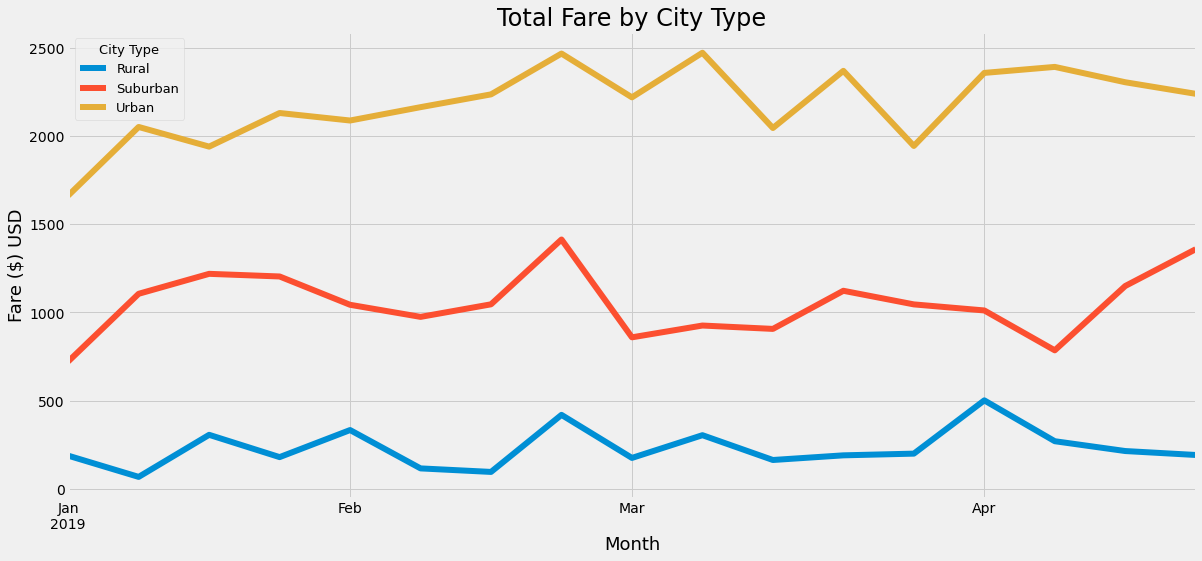 Total Fare by City Type
City Type
Rural
Suburban
Urban
Fare ($) USD
2500
2000
1500
1000
500
0
Jan
2019
Feb
Mar
Apr
Month